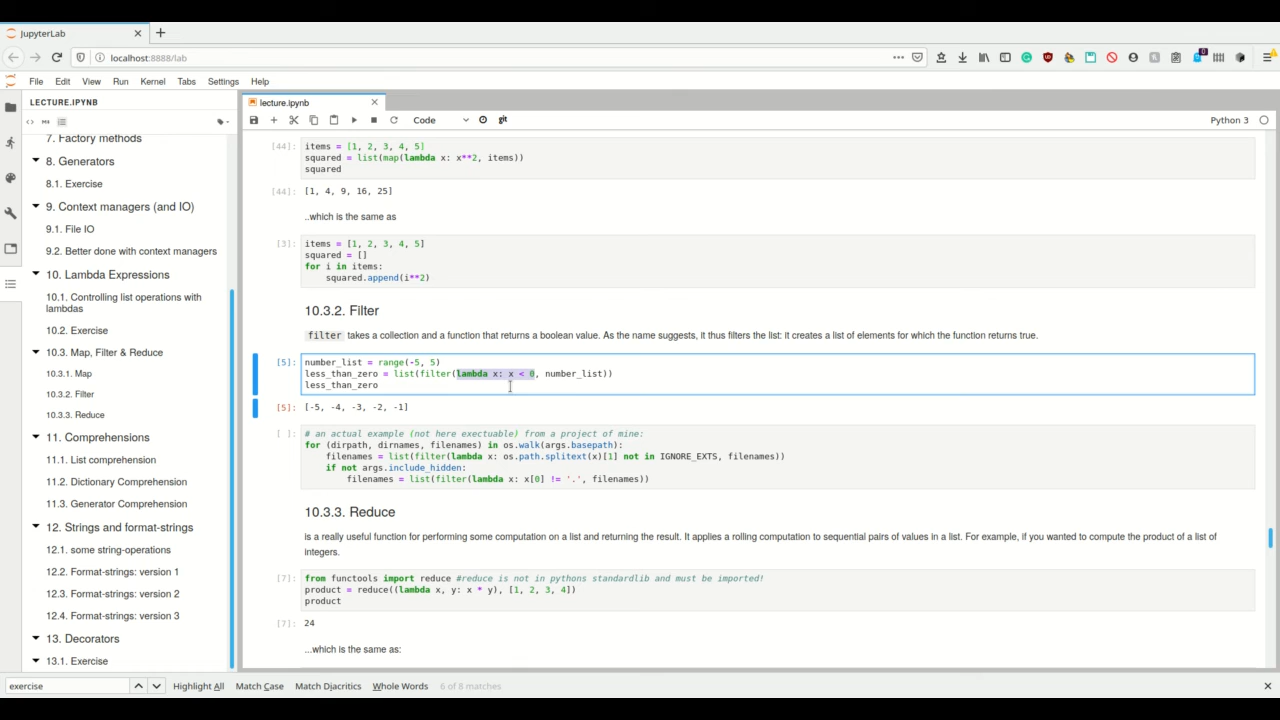 JupyterLab
localhost:8888/lab
0
File Edit View Run Kernel Tabs Settings Help
LECTURE.IPYNB
lecture.ipynb
Code
git
Python 3
7. Factory methods
8. Generators
8.1. Exercise
9. Context managers (and IO)
9.1. File IO
9.2. Better done with context managers
10. Lambda Expressions
10.1. Controlling list operations with
lambdas
10.2. Exercise
10.3. Map, Filter & Reduce
10.3.1. Map
10.3.2. Filter
10.3.3. Reduce
11. Comprehensions
11.1. List comprehension
11.2. Dictionary Comprehension
11.3. Generator Comprehension
12. Strings and format-strings
12.1. some string-operations
12.2. Format-strings: version 1
12.3. Format-strings: version 2
12.4. Format-strings: version 3
13. Decorators
13.1. Exercise
[44]: items = [1, 2, 3, 4, 5]
squared = list(map(lambda x: x**2, items))
squared
[44]: [1, 4, 9, 16, 25]
..which is the same as
[3]: items = [1, 2, 3, 4, 5]
squared = []
for i in items:
    squared.append(i**2)
10.3.2. Filter
filter takes a collection and a function that returns a boolean value. As the name suggests, it thus filters the list: it creates a list of elements for which the function returns true.
[5]: number_list = range(-5, 5)
less_than_zero = list(filter(lambda x: x < 0, number_list))
less_than_zero
[5]: [-5, -4, -3, -2, -1]
[ ]: # an actual example (not here exectuable) from a project of mine:
for (dirpath, dirnames, filenames) in os.walk(args.basepath):
    filenames = list(filter(lambda x: os.path.splitext(x)[1] not in IGNORE_EXTS, filenames))
    if not args.include_hidden:
        filenames = list(filter(lambda x: x[0] != '.', filenames))
10.3.3. Reduce
is a really useful function for performing some computation on a list and returning the result. It applies a rolling computation to sequential pairs of values in a list. For example, if you wanted to compute the product of a list of
integers.
[7]: from functools import reduce #reduce is not in pythons standardlib and must be imported!
product = reduce((lambda x, y: x * y), [1, 2, 3, 4])
product
[7]: 24
...which is the same as:
exercise
Highlight All Match Case Match Diacritics Whole Words 6 of 8 matches